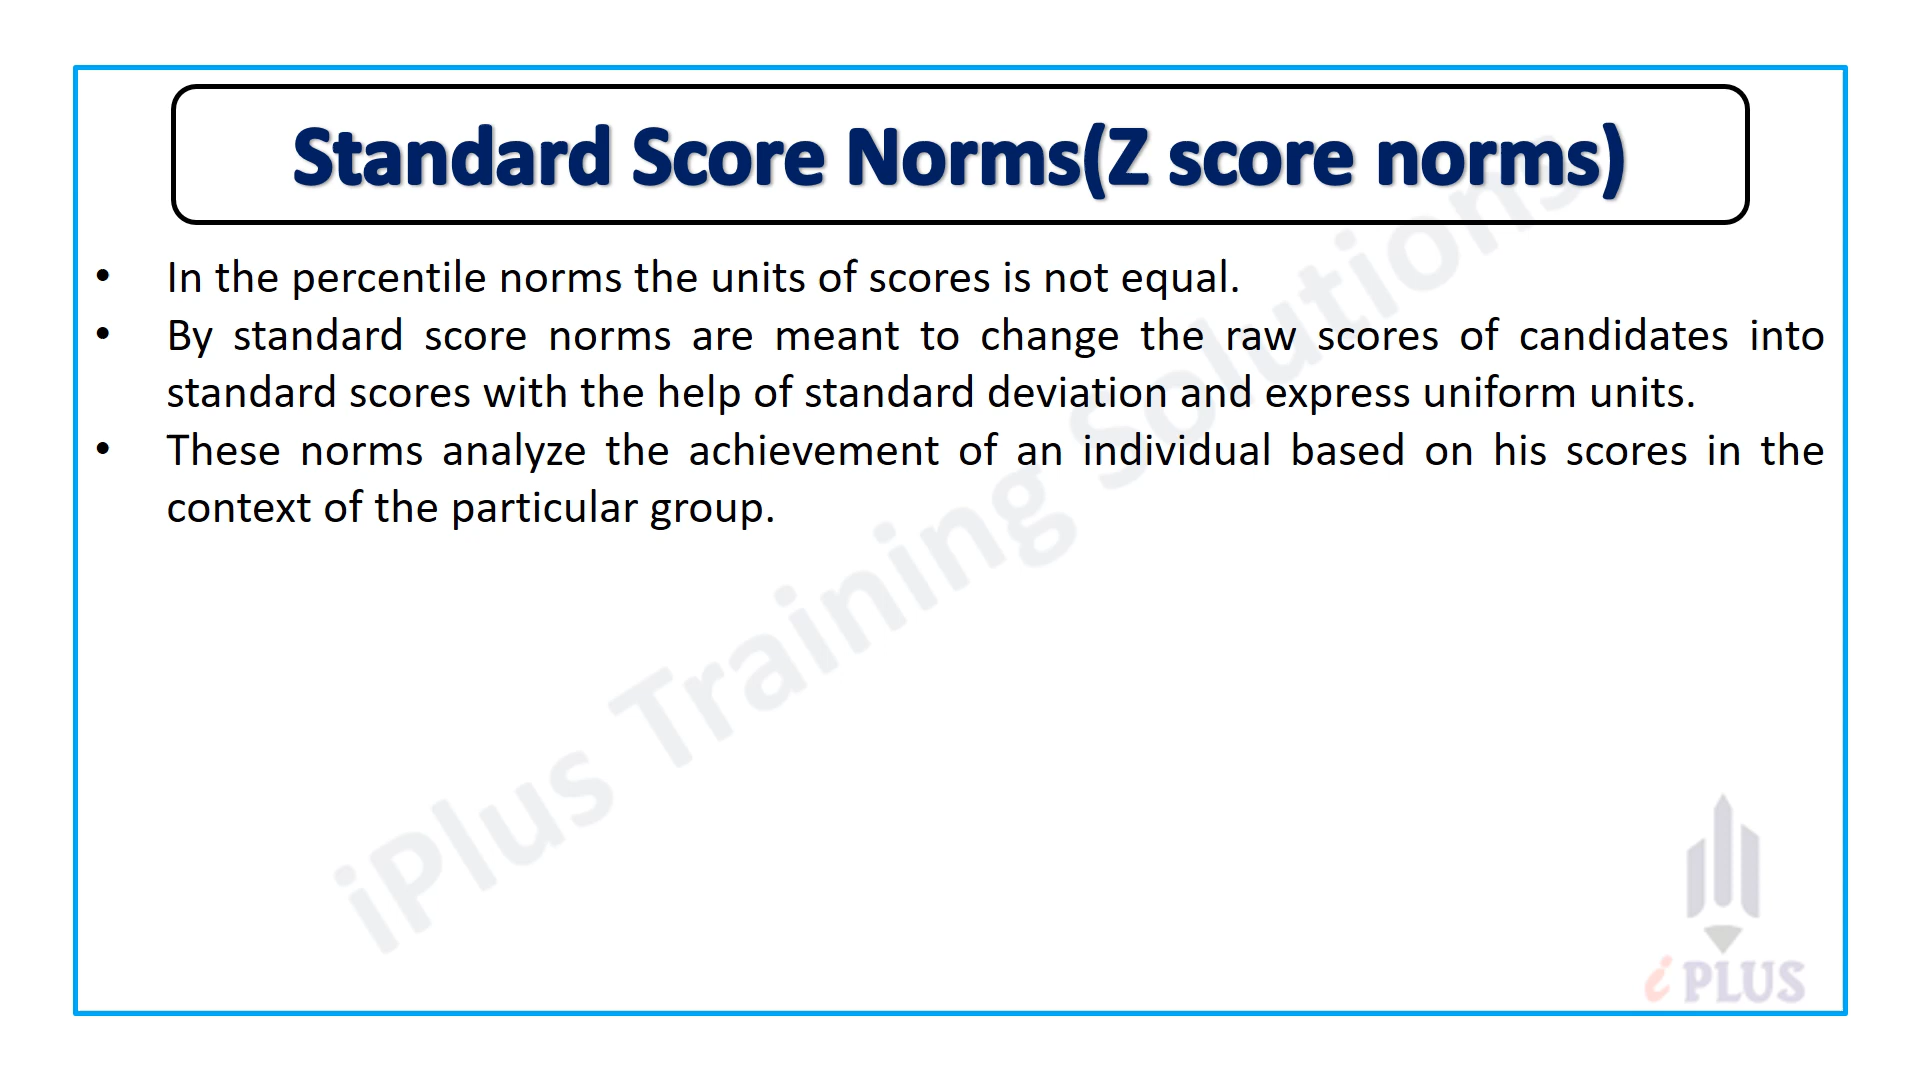 Standard Score Norms(Z score norms)
• In the percentile norms the units of scores is not equal.
• By standard score norms are meant to change the raw scores of candidates into
standard scores with the help of standard deviation and express uniform units.
• These norms analyze the achievement of an individual based on his scores in the
context of the particular group.
iPlus Training Solutions
i PLUS